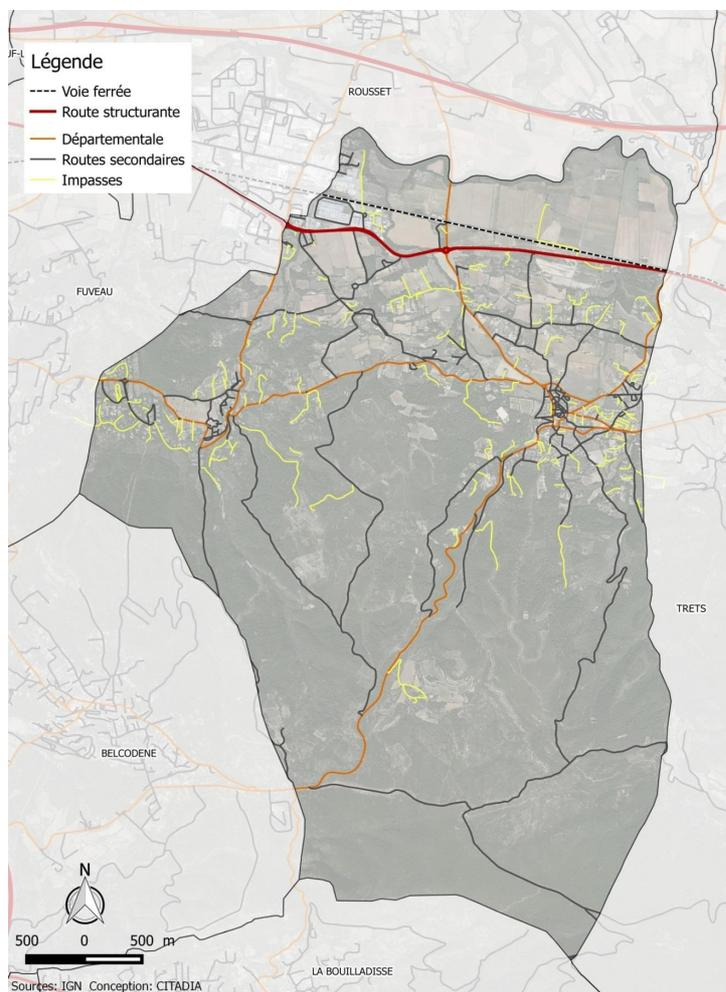 Légende
Voie ferrée
Route structurante
Départementale
Routes secondaires
Impasses
ROUSSET
FUVEAU
TRETS
BELCODENE
N
500 0 500 m
LA BOUILLADISSE
Sources: IGN Conception: CITADIA